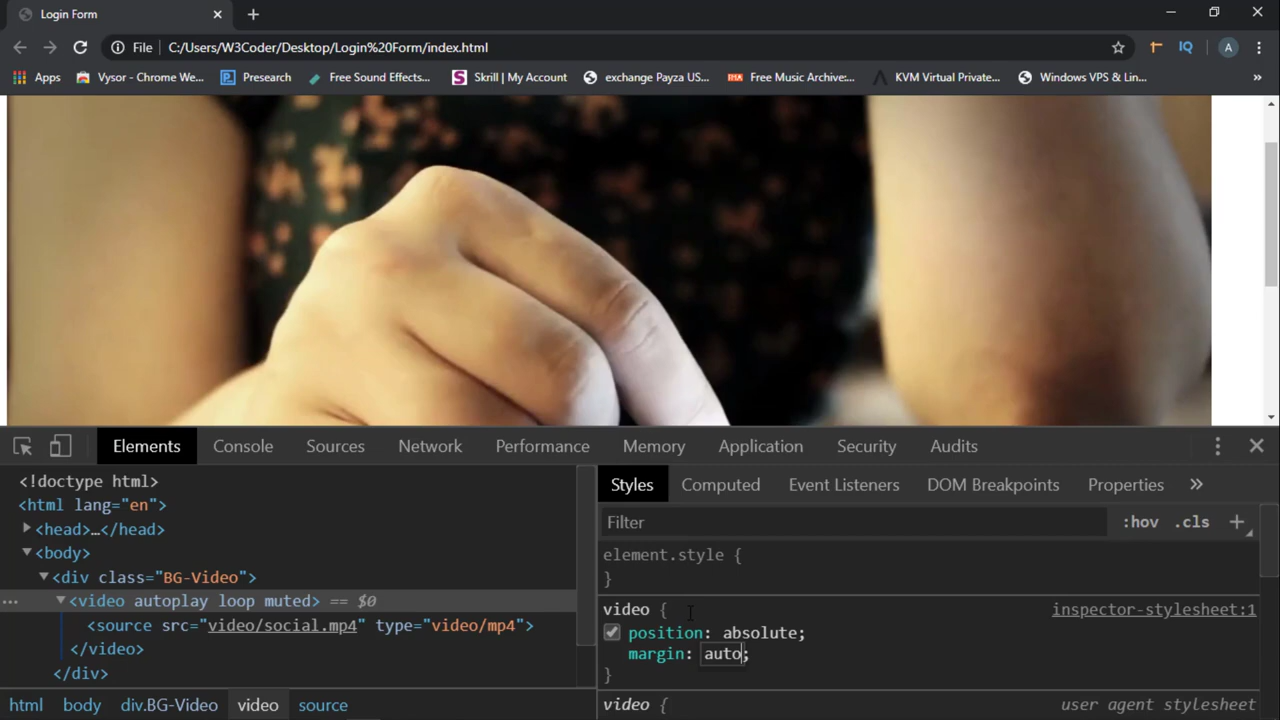 Login Form
File C:/Users/W3Coder/Desktop/Login%20Form/index.html
IQ
A
Apps Vysor - Chrome We... Presearch Free Sound Effects... Skrill | My Account exchange Payza US... Free Music Archive:... KVM Virtual Private... Windows VPS & Lin...
Elements Console Sources Network Performance Memory Application Security Audits
<!doctype html>
<html lang="en">
<head>…</head>
<body>
<div class="BG-Video">
<video autoplay loop muted> == $0
<source src="video/social.mp4" type="video/mp4">
</video>
</div>
html body div.BG-Video video source
Styles Computed Event Listeners DOM Breakpoints Properties »
Filter :hov .cls +
element.style {
}
video { inspector-stylesheet:1
position: absolute;
margin: auto;
}
video { user agent stylesheet